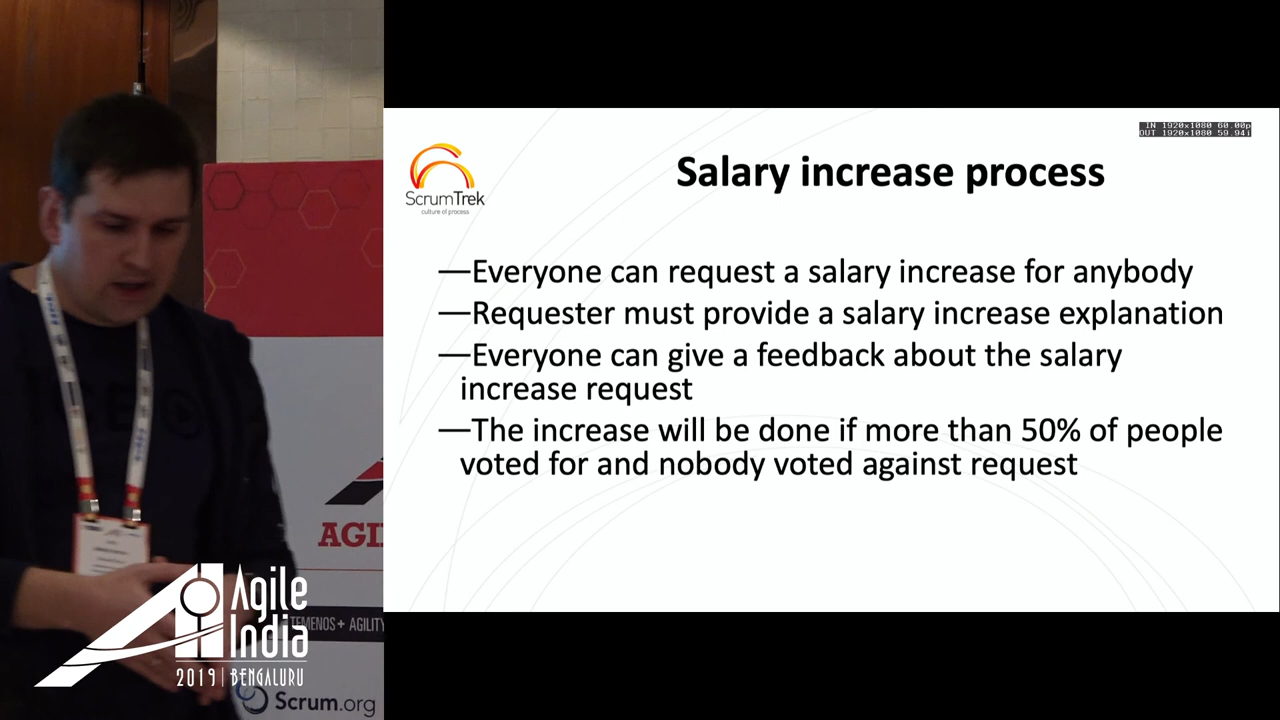 IN 1920x1080 60.00p
OUT 1920x1080 59.94i
ScrumTrek
culture of process
Salary increase process
—Everyone can request a salary increase for anybody
—Requester must provide a salary increase explanation
—Everyone can give a feedback about the salary
increase request
—The increase will be done if more than 50% of people
voted for and nobody voted against request
AGI
TEMENOS+ AGILITY
Scrum.org
Agile
India
2019 | BENGALURU